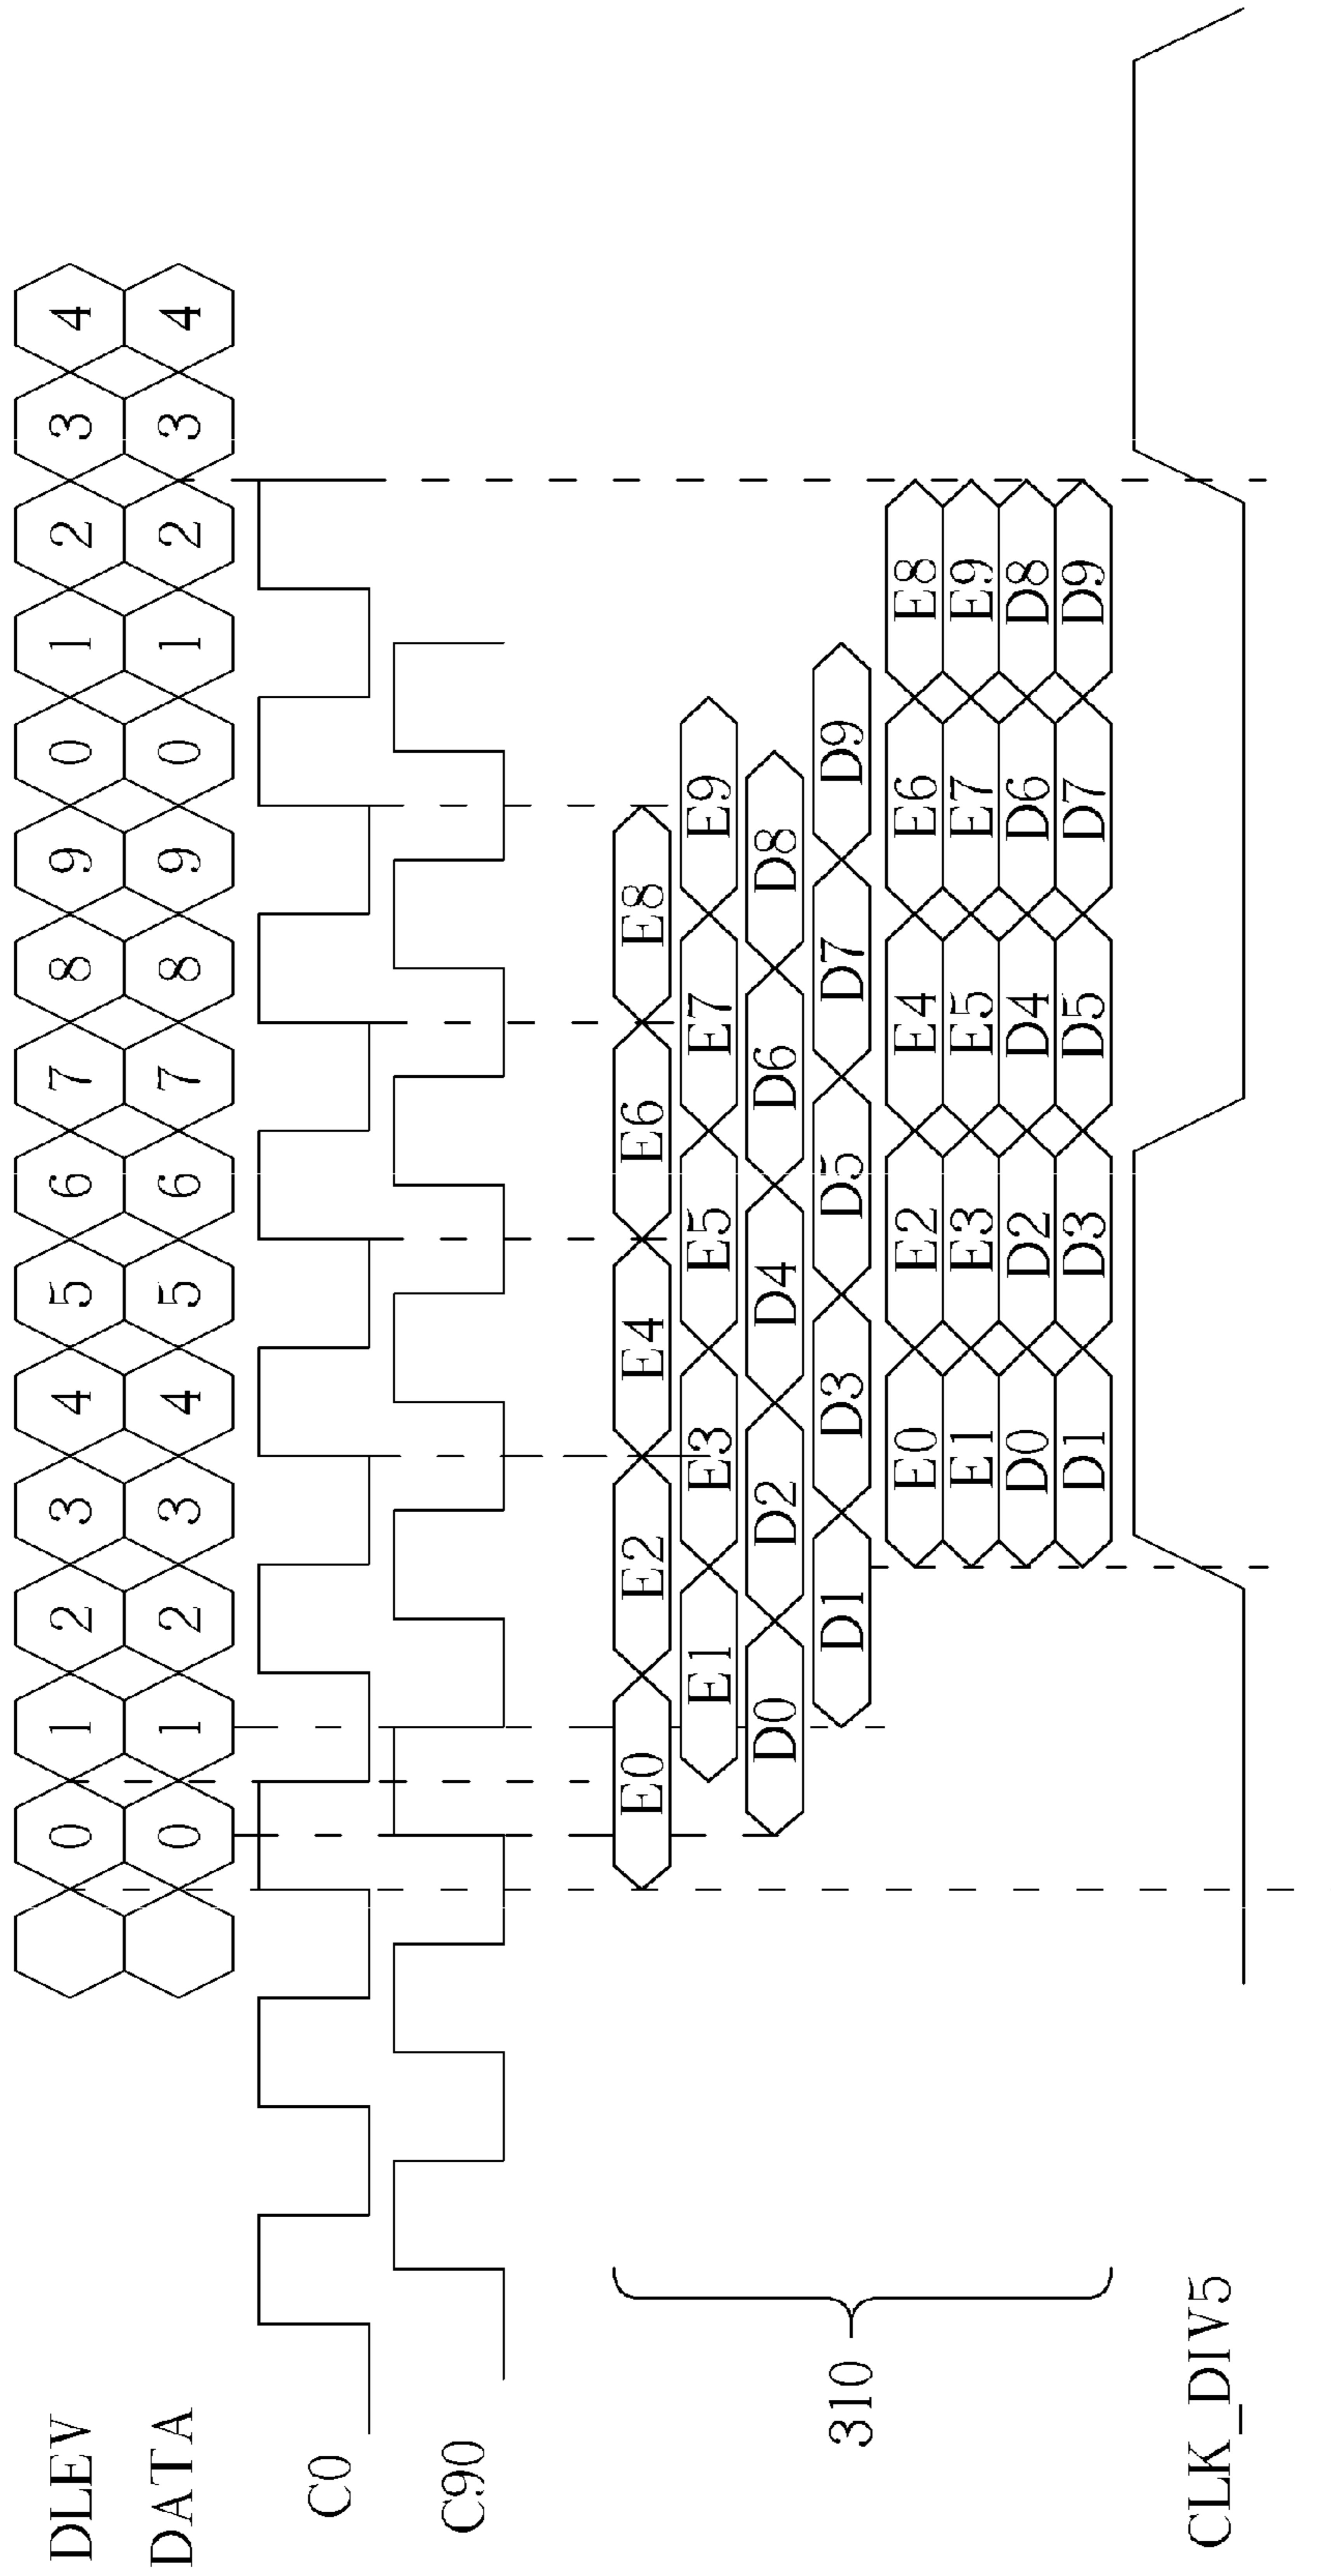 DLEV 0 1 2 3 4 5 6 7 8 9 0 1 2 3 4
DATA 0 1 2 3 4 5 6 7 8 9 0 1 2 3 4
C0
C90
E0 E2 E4 E6 E8
E1 E3 E5 E7 E9
D0 D2 D4 D6 D8
310
D1 D3 D5 D7 D9
E0 E2 E4 E6 E8
E1 E3 E5 E7 E9
D0 D2 D4 D6 D8
D1 D3 D5 D7 D9
CLK_DIV5